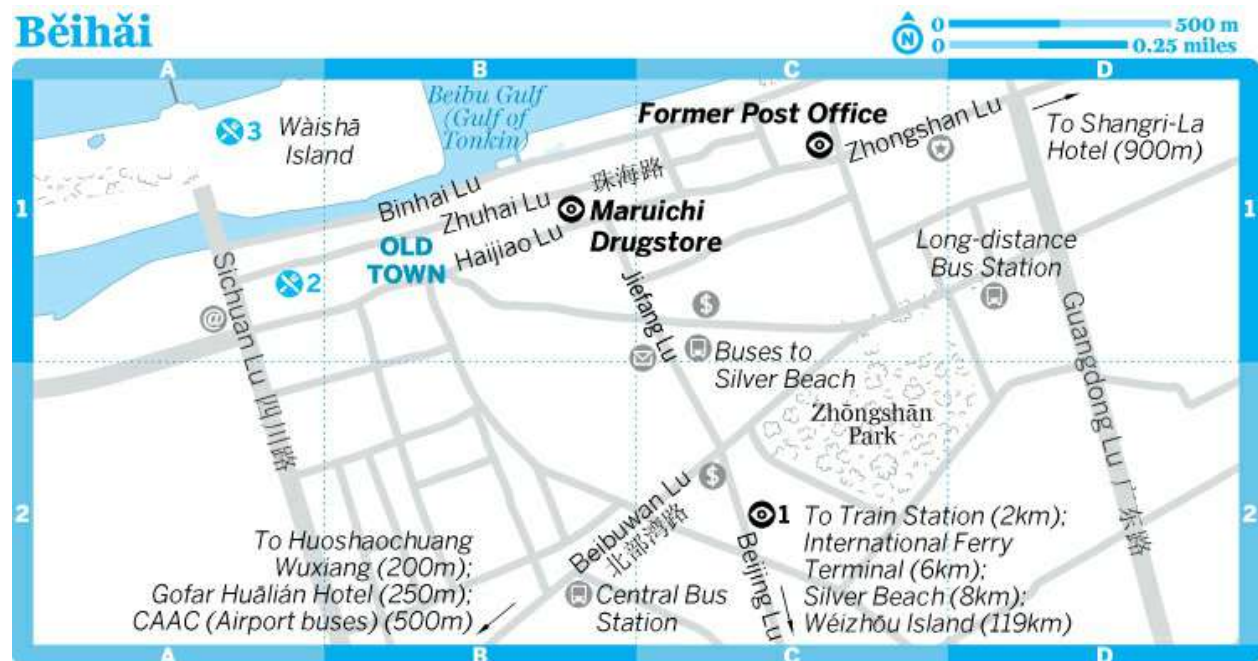 Běihǎi
N
0 500 m
0 0.25 miles
A B C D
Beibu Gulf
(Gulf of
Tonkin)
3 Wàishā
Island
Former Post Office
Zhongshan Lu
To Shangri-La
Hotel (900m)
1 1
Binhai Lu
Zhuhai Lu 珠海路
Haijiao Lu
Maruichi
Drugstore
OLD
TOWN
2
@
Sichuan Lu 四川路
Jiefang Lu
$
Buses to
Silver Beach
Long-distance
Bus Station
Guangdong Lu 广东路
Zhōngshān
Park
2 2
$
Beibuwan Lu
北部湾路
1
Beijing Lu
To Train Station (2km);
International Ferry
Terminal (6km);
Silver Beach (8km);
Wéizhōu Island (119km)
To Huoshaochuang
Wuxiang (200m);
Gofar Huālián Hotel (250m);
CAAC (Airport buses) (500m)
Central Bus
Station
A B C D